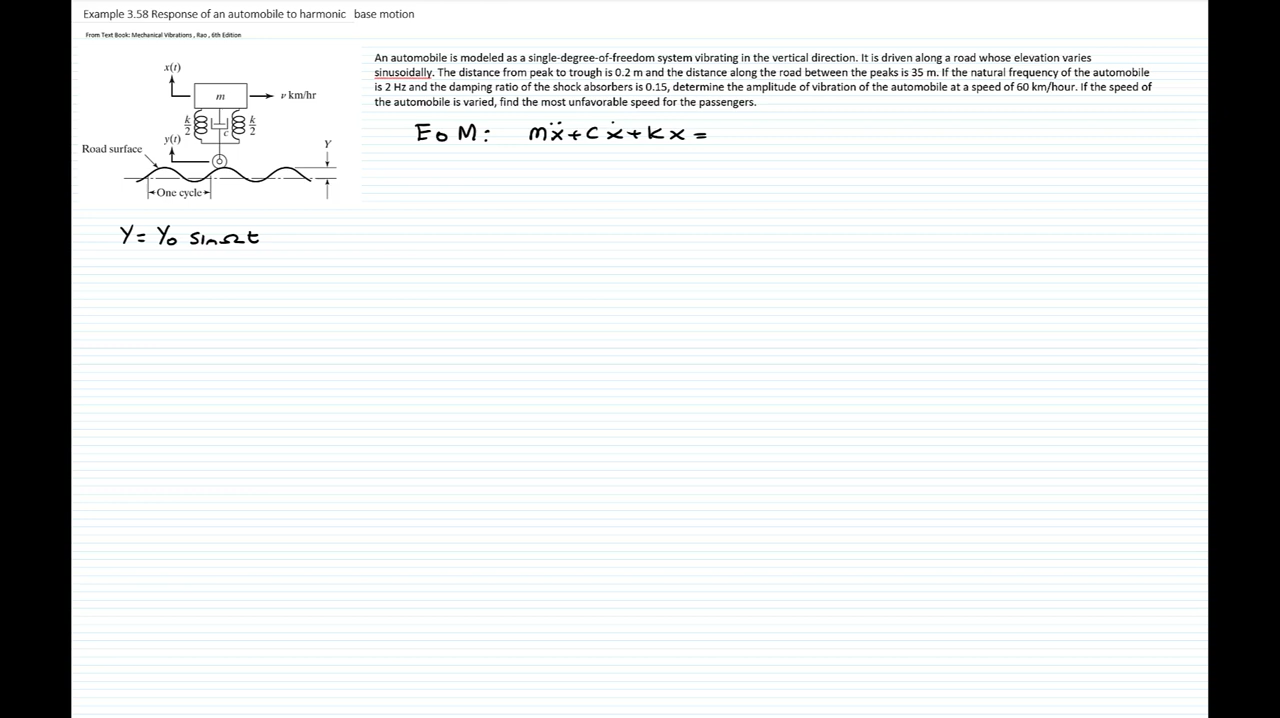 Example 3.58 Response of an automobile to harmonic base motion
From Text Book: Mechanical Vibrations , Rao , 6th Edition
An automobile is modeled as a single-degree-of-freedom system vibrating in the vertical direction. It is driven along a road whose elevation varies
sinusoidally. The distance from peak to trough is 0.2 m and the distance along the road between the peaks is 35 m. If the natural frequency of the automobile
is 2 Hz and the damping ratio of the shock absorbers is 0.15, determine the amplitude of vibration of the automobile at a speed of 60 km/hour. If the speed of
the automobile is varied, find the most unfavorable speed for the passengers.
x(t)
m
v km/hr
k/2
c
k/2
y(t)
Y
Road surface
One cycle
EoM: mẍ+cẋ+kx=
Y= Y₀ sinΩt